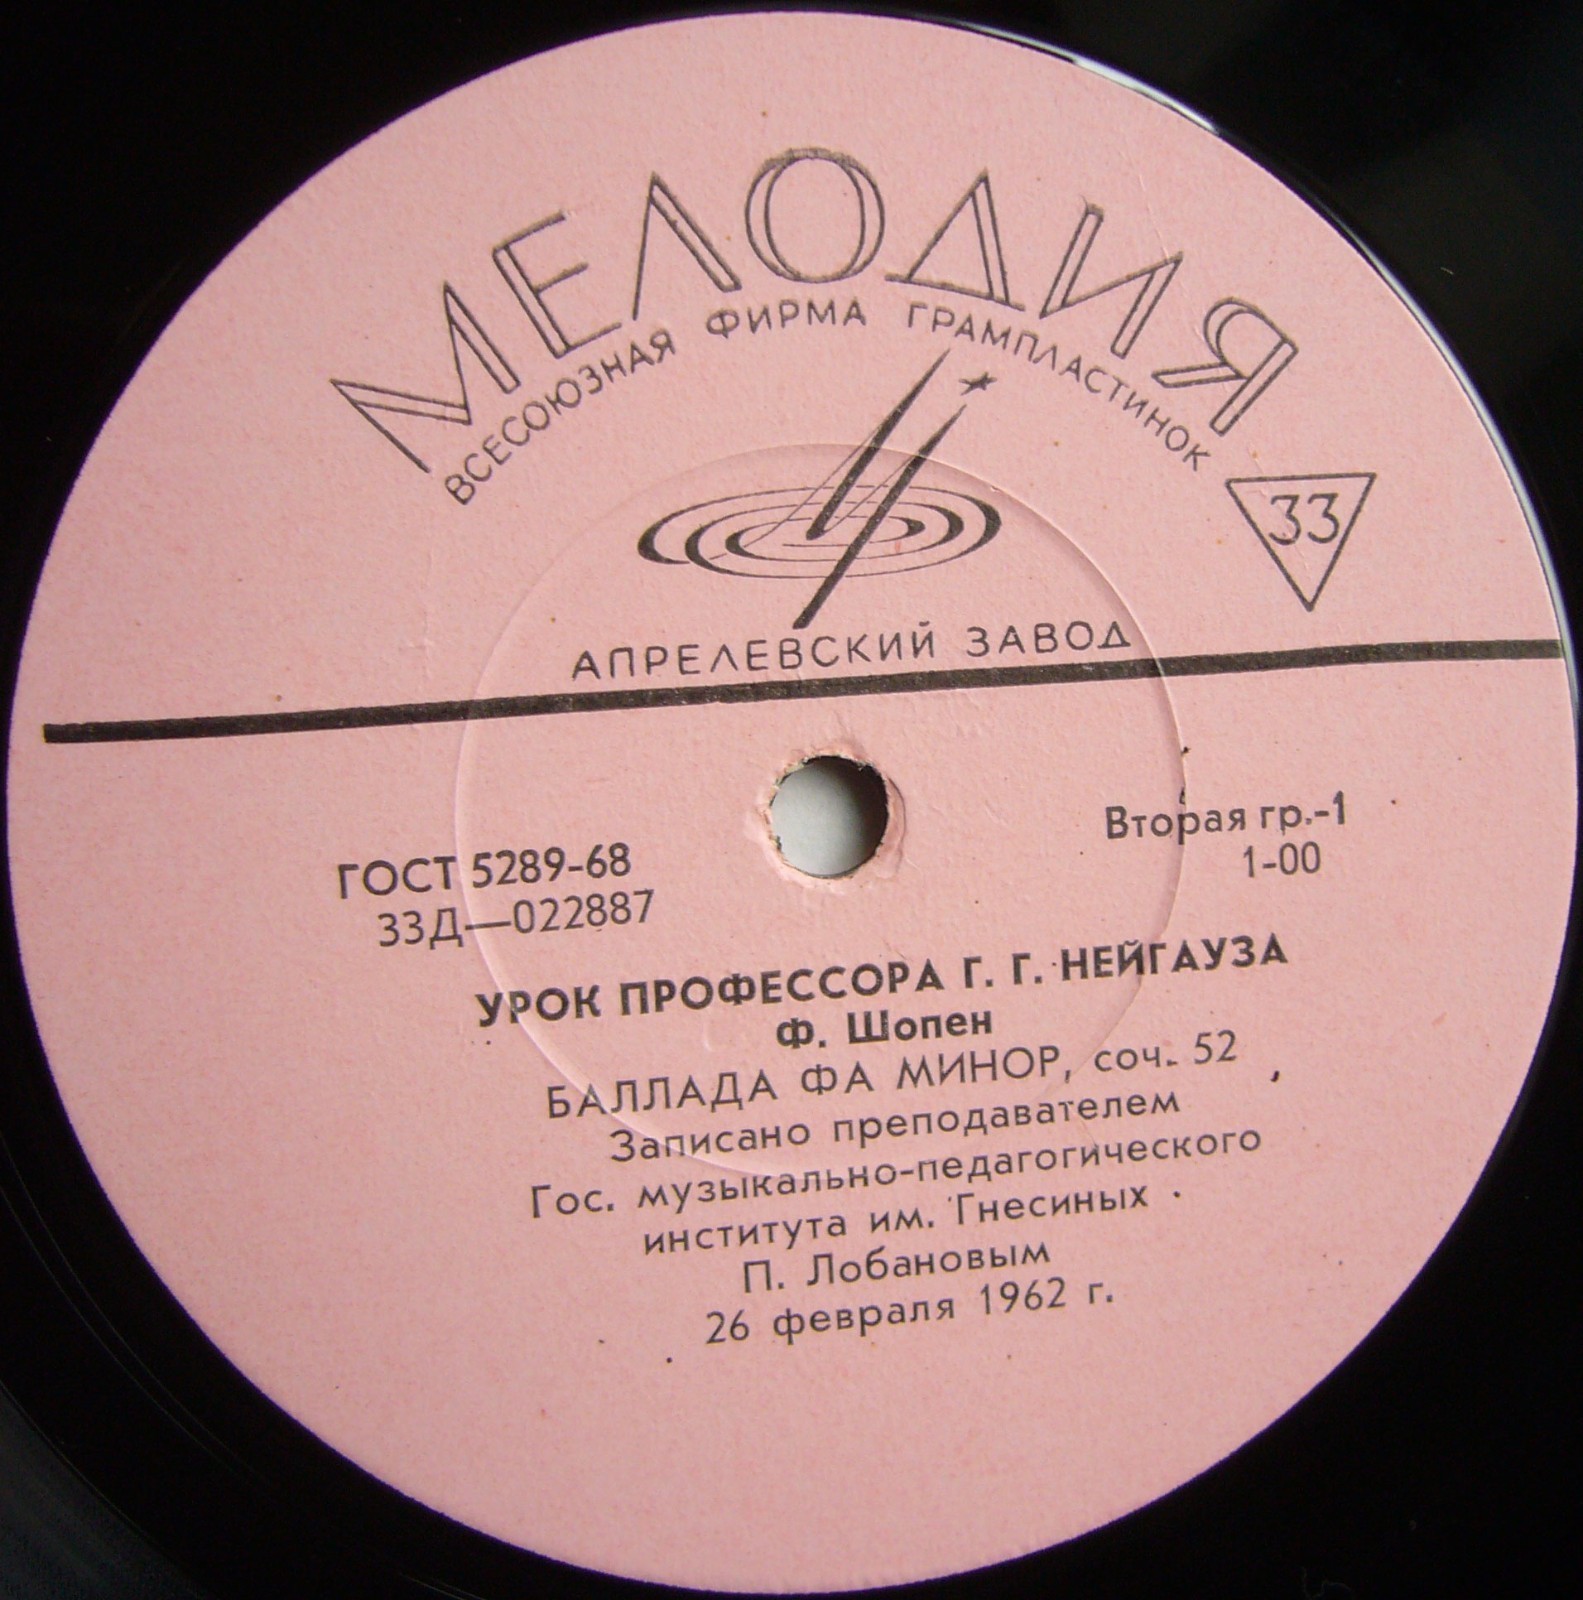 МЕЛОДИЯ
ВСЕСОЮЗНАЯ ФИРМА ГРАМПЛАСТИНОК
33
АПРЕЛЕВСКИЙ ЗАВОД
ГОСТ 5289-68
33Д—022887
Вторая гр.-1
1-00
УРОК ПРОФЕССОРА Г. Г. НЕЙГАУЗА
Ф. Шопен
БАЛЛАДА ФА МИНОР, соч. 52
Записано преподавателем
Гос. музыкально-педагогического
института им. Гнесиных
П. Лобановым
26 февраля 1962 г.